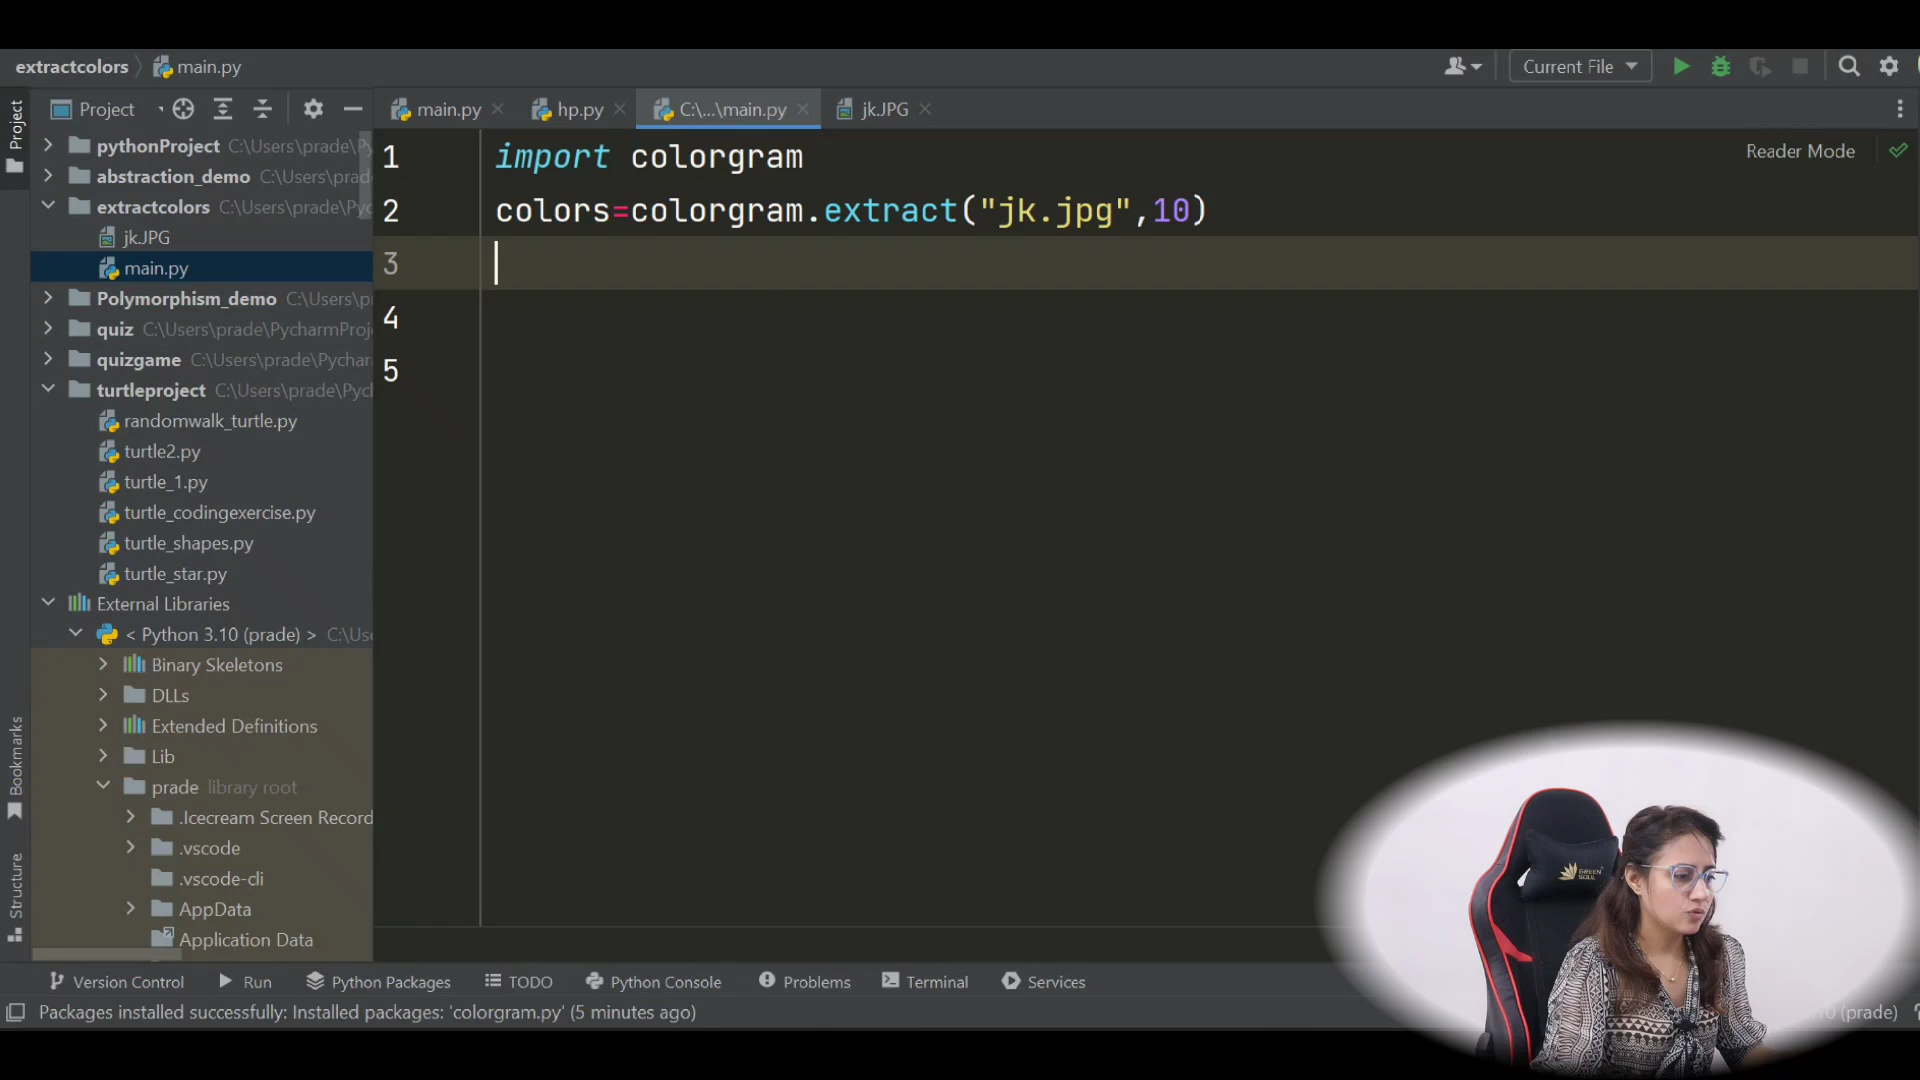 extractcolors
main.py
Current File
Project
Project
main.py
hp.py
C:\...\main.py
jk.JPG
pythonProject C:\Users\prade\Py
abstraction_demo C:\Users\prad
extractcolors C:\Users\prade\Pyc
jk.JPG
main.py
Polymorphism_demo C:\Users\p
quiz C:\Users\prade\PycharmProj
quizgame C:\Users\prade\Pychar
turtleproject C:\Users\prade\Pyc
randomwalk_turtle.py
turtle2.py
turtle_1.py
turtle_codingexercise.py
turtle_shapes.py
turtle_star.py
External Libraries
< Python 3.10 (prade) > C:\Use
Binary Skeletons
DLLs
Extended Definitions
Lib
prade library root
.Icecream Screen Record
.vscode
.vscode-cli
AppData
Application Data
Bookmarks
Structure
1 import colorgram
2 colors=colorgram.extract("jk.jpg",10)
3
4
5
Reader Mode
GREEN SOUL
Version Control
Run
Python Packages
TODO
Python Console
Problems
Terminal
Services
Packages installed successfully: Installed packages: 'colorgram.py' (5 minutes ago)
(prade)